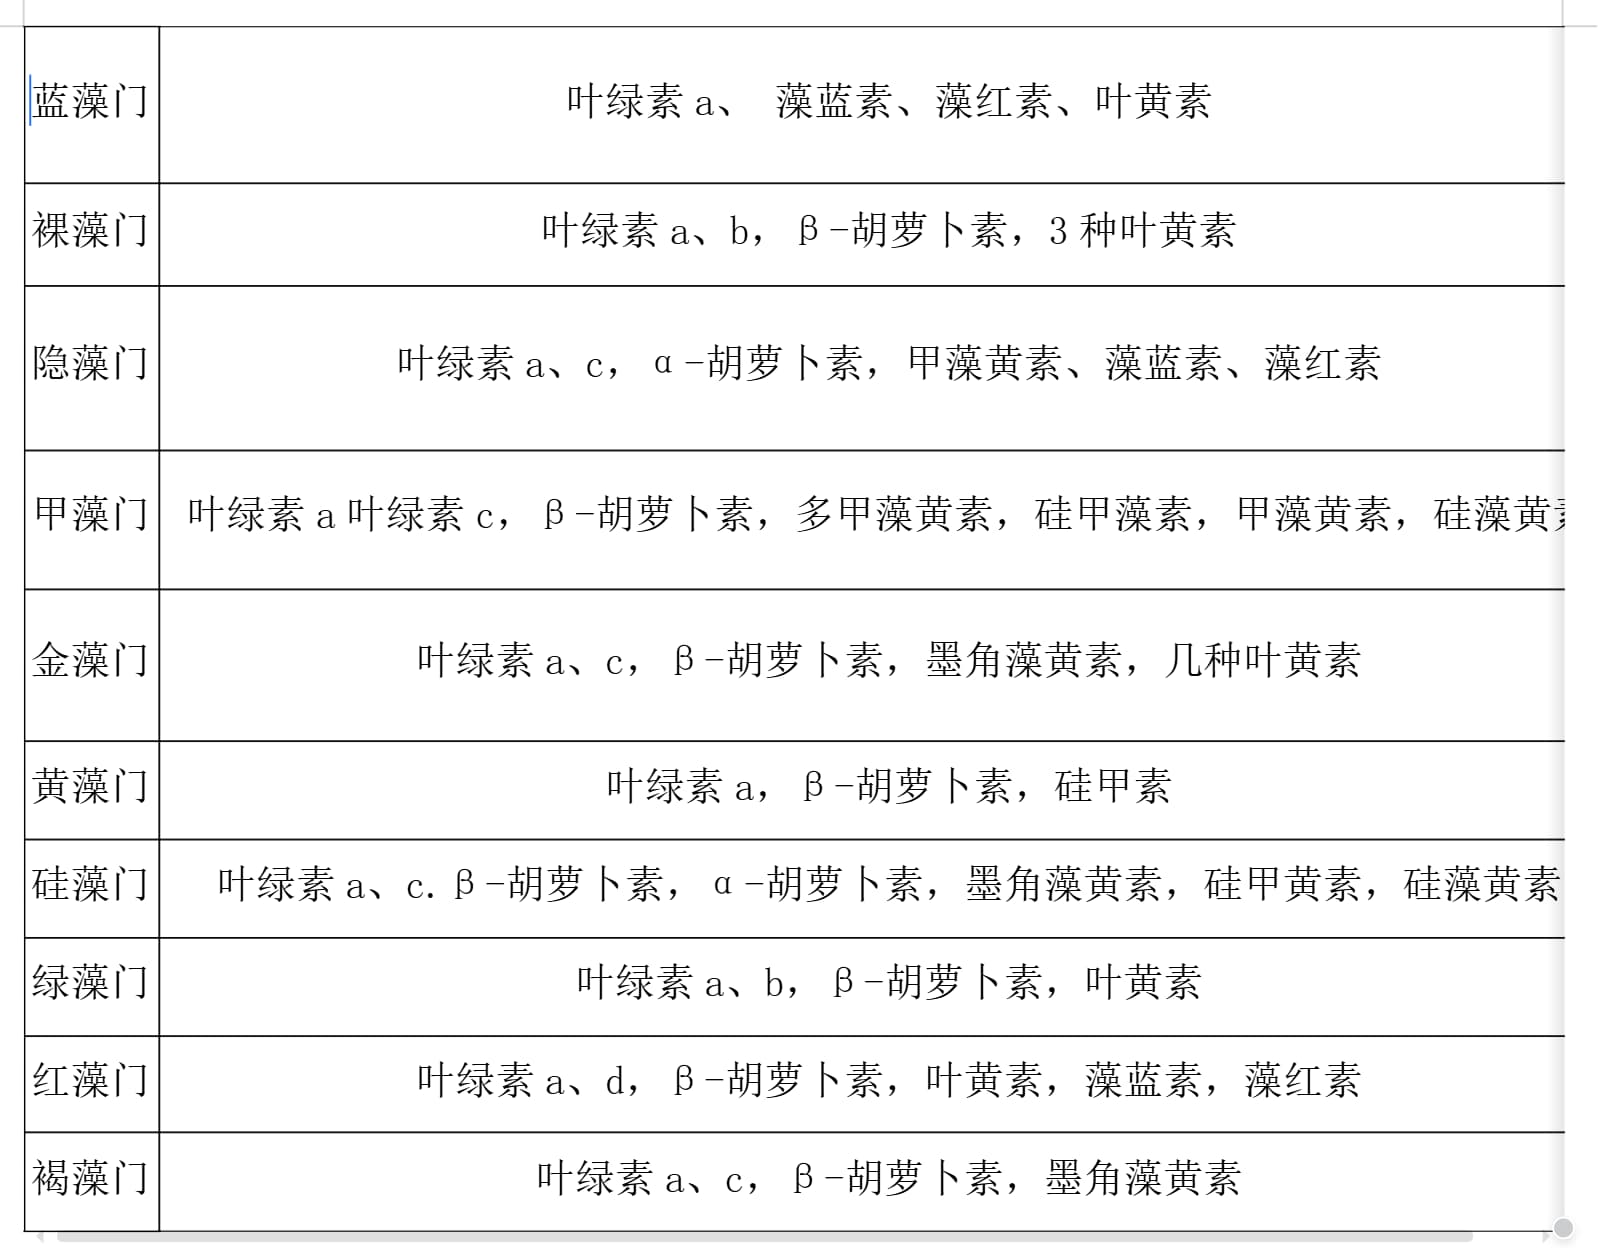 蓝藻门 叶绿素 a、 藻蓝素、藻红素、叶黄素
裸藻门 叶绿素 a、b，β-胡萝卜素，3 种叶黄素
隐藻门 叶绿素 a、c，α-胡萝卜素，甲藻黄素、藻蓝素、藻红素
甲藻门 叶绿素 a 叶绿素 c，β-胡萝卜素，多甲藻黄素，硅甲藻素，甲藻黄素，硅藻黄
金藻门 叶绿素 a、c，β-胡萝卜素，墨角藻黄素，几种叶黄素
黄藻门 叶绿素 a，β-胡萝卜素，硅甲素
硅藻门 叶绿素 a、c. β-胡萝卜素，α-胡萝卜素，墨角藻黄素，硅甲黄素，硅藻黄素
绿藻门 叶绿素 a、b，β-胡萝卜素，叶黄素
红藻门 叶绿素 a、d，β-胡萝卜素，叶黄素，藻蓝素，藻红素
褐藻门 叶绿素 a、c，β-胡萝卜素，墨角藻黄素